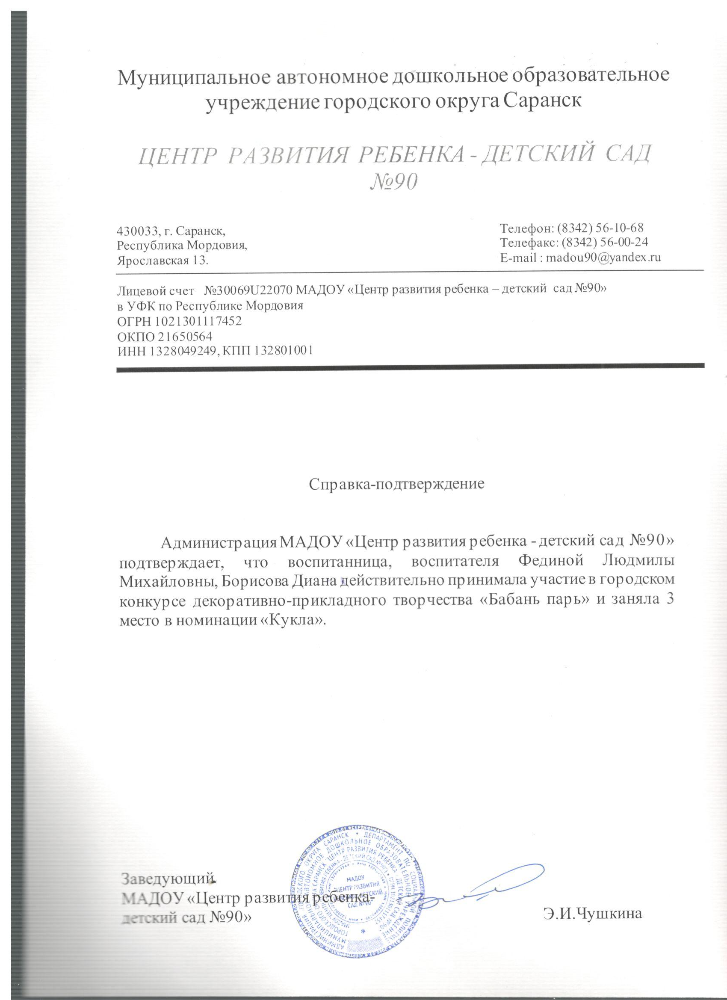 Муниципальное автономное дошкольное образовательное
учреждение городского округа Саранск
ЦЕНТР РАЗВИТИЯ РЕБЕНКА - ДЕТСКИЙ САД
№90
430033, г. Саранск,
Республика Мордовия,
Ярославская 13.
Телефон: (8342) 56-10-68
Телефакс: (8342) 56-00-24
E-mail : madou90@yandex.ru
Лицевой счет №30069U22070 МАДОУ «Центр развития ребенка – детский сад №90»
в УФК по Республике Мордовия
ОГРН 1021301117452
ОКПО 21650564
ИНН 1328049249, КПП 132801001
Справка-подтверждение
Администрация МАДОУ «Центр развития ребенка - детский сад №90»
подтверждает, что воспитанница, воспитателя Фединой Людмилы
Михайловны, Борисова Диана действительно принимала участие в городском
конкурсе декоративно-прикладного творчества «Бабань парь» и заняла 3
место в номинации «Кукла».
Заведующий
МАДОУ «Центр развития ребенка-
детский сад №90»
Э.И.Чушкина
МАДОУ
"ЦЕНТР РАЗВИТИЯ
РЕБЕНКА - ДЕТСКИЙ
САД №90"